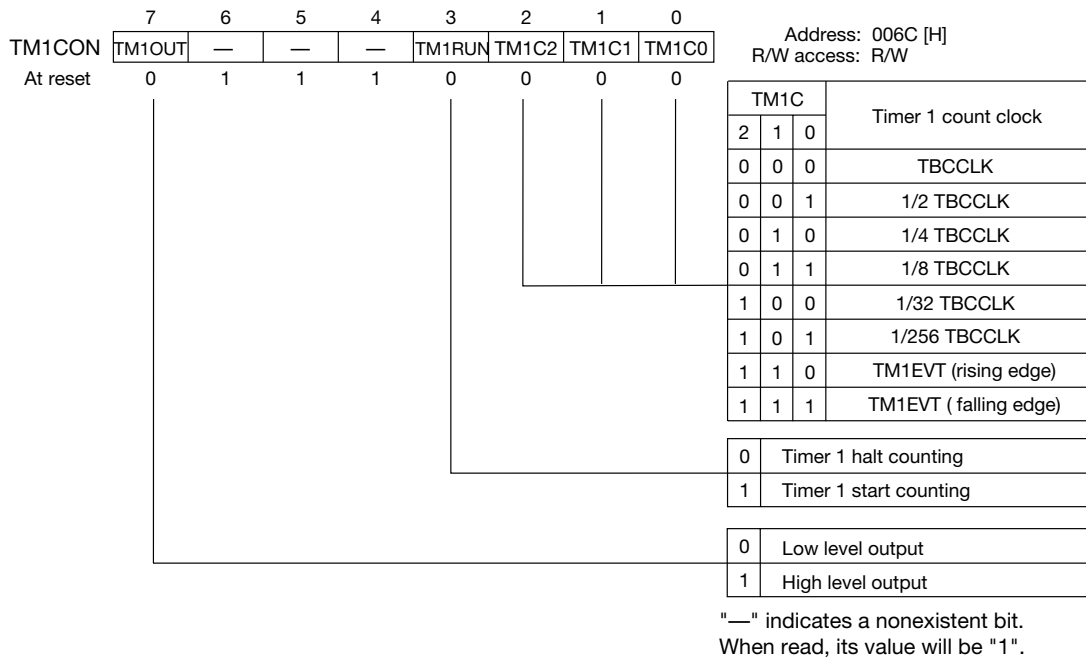 7 6 5 4 3 2 1 0
TM1CON TM1OUT — — — TM1RUN TM1C2 TM1C1 TM1C0
At reset 0 1 1 1 0 0 0 0
Address: 006C [H]
R/W access: R/W
TM1C
Timer 1 count clock
2 1 0
0 0 0 TBCCLK
0 0 1 1/2 TBCCLK
0 1 0 1/4 TBCCLK
0 1 1 1/8 TBCCLK
1 0 0 1/32 TBCCLK
1 0 1 1/256 TBCCLK
1 1 0 TM1EVT (rising edge)
1 1 1 TM1EVT ( falling edge)
0 Timer 1 halt counting
1 Timer 1 start counting
0 Low level output
1 High level output
"—" indicates a nonexistent bit.
When read, its value will be "1".